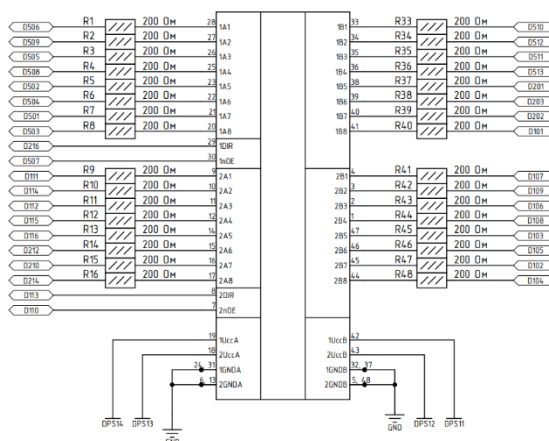 D506 R1 200 Ом 28 1A1 1B1 33 R33 200 Ом D510
D509 R2 200 Ом 27 1A2 1B2 34 R34 200 Ом D512
D505 R3 200 Ом 26 1A3 1B3 35 R35 200 Ом D511
D508 R4 200 Ом 25 1A4 1B4 36 R36 200 Ом D513
D502 R5 200 Ом 23 1A5 1B5 38 R37 200 Ом D201
D504 R6 200 Ом 22 1A6 1B6 39 R38 200 Ом D203
D501 R7 200 Ом 21 1A7 1B7 40 R39 200 Ом D202
D503 R8 200 Ом 20 1A8 1B8 41 R40 200 Ом D101
D216 29 1DIR
D507 30 1nOE
D111 R9 200 Ом 9 2A1 2B1 4 R41 200 Ом D107
D114 R10 200 Ом 10 2A2 2B2 3 R42 200 Ом D109
D112 R11 200 Ом 11 2A3 2B3 2 R43 200 Ом D106
D115 R12 200 Ом 12 2A4 2B4 1 R44 200 Ом D108
D116 R13 200 Ом 14 2A5 2B5 47 R45 200 Ом D103
D212 R14 200 Ом 15 2A6 2B6 46 R46 200 Ом D105
D210 R15 200 Ом 16 2A7 2B7 45 R47 200 Ом D102
D214 R16 200 Ом 17 2A8 2B8 44 R48 200 Ом D104
D113 8 2DIR
D110 7 2nOE
19 1UccA 1UccB 42
18 2UccA 2UccB 43
24, 31 1GNDA 1GNDB 32, 37
6, 13 2GNDA 2GNDB 5, 48
DPS14 DPS13 GND GND DPS12 DPS11